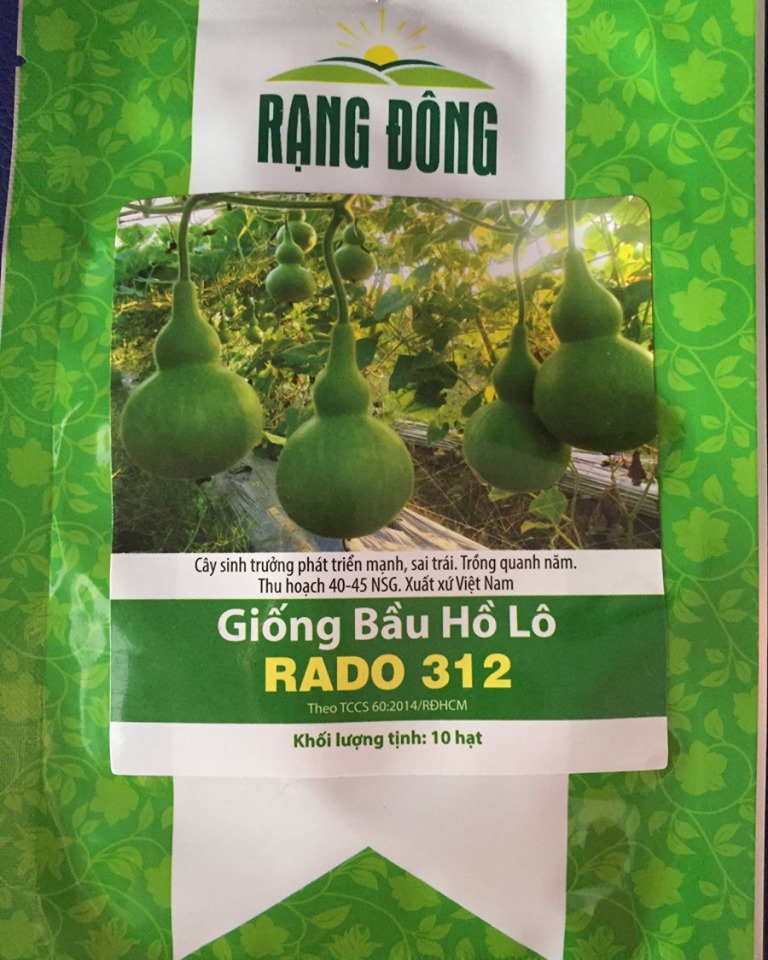 RẠNG ĐÔNG
Cây sinh trưởng phát triển mạnh, sai trái. Trồng quanh năm.
Thu hoạch 40-45 NSG. Xuất xứ Việt Nam
Giống Bầu Hồ Lô
RADO 312
Theo TCCS 60:2014/RĐHCM
Khối lượng tịnh: 10 hạt